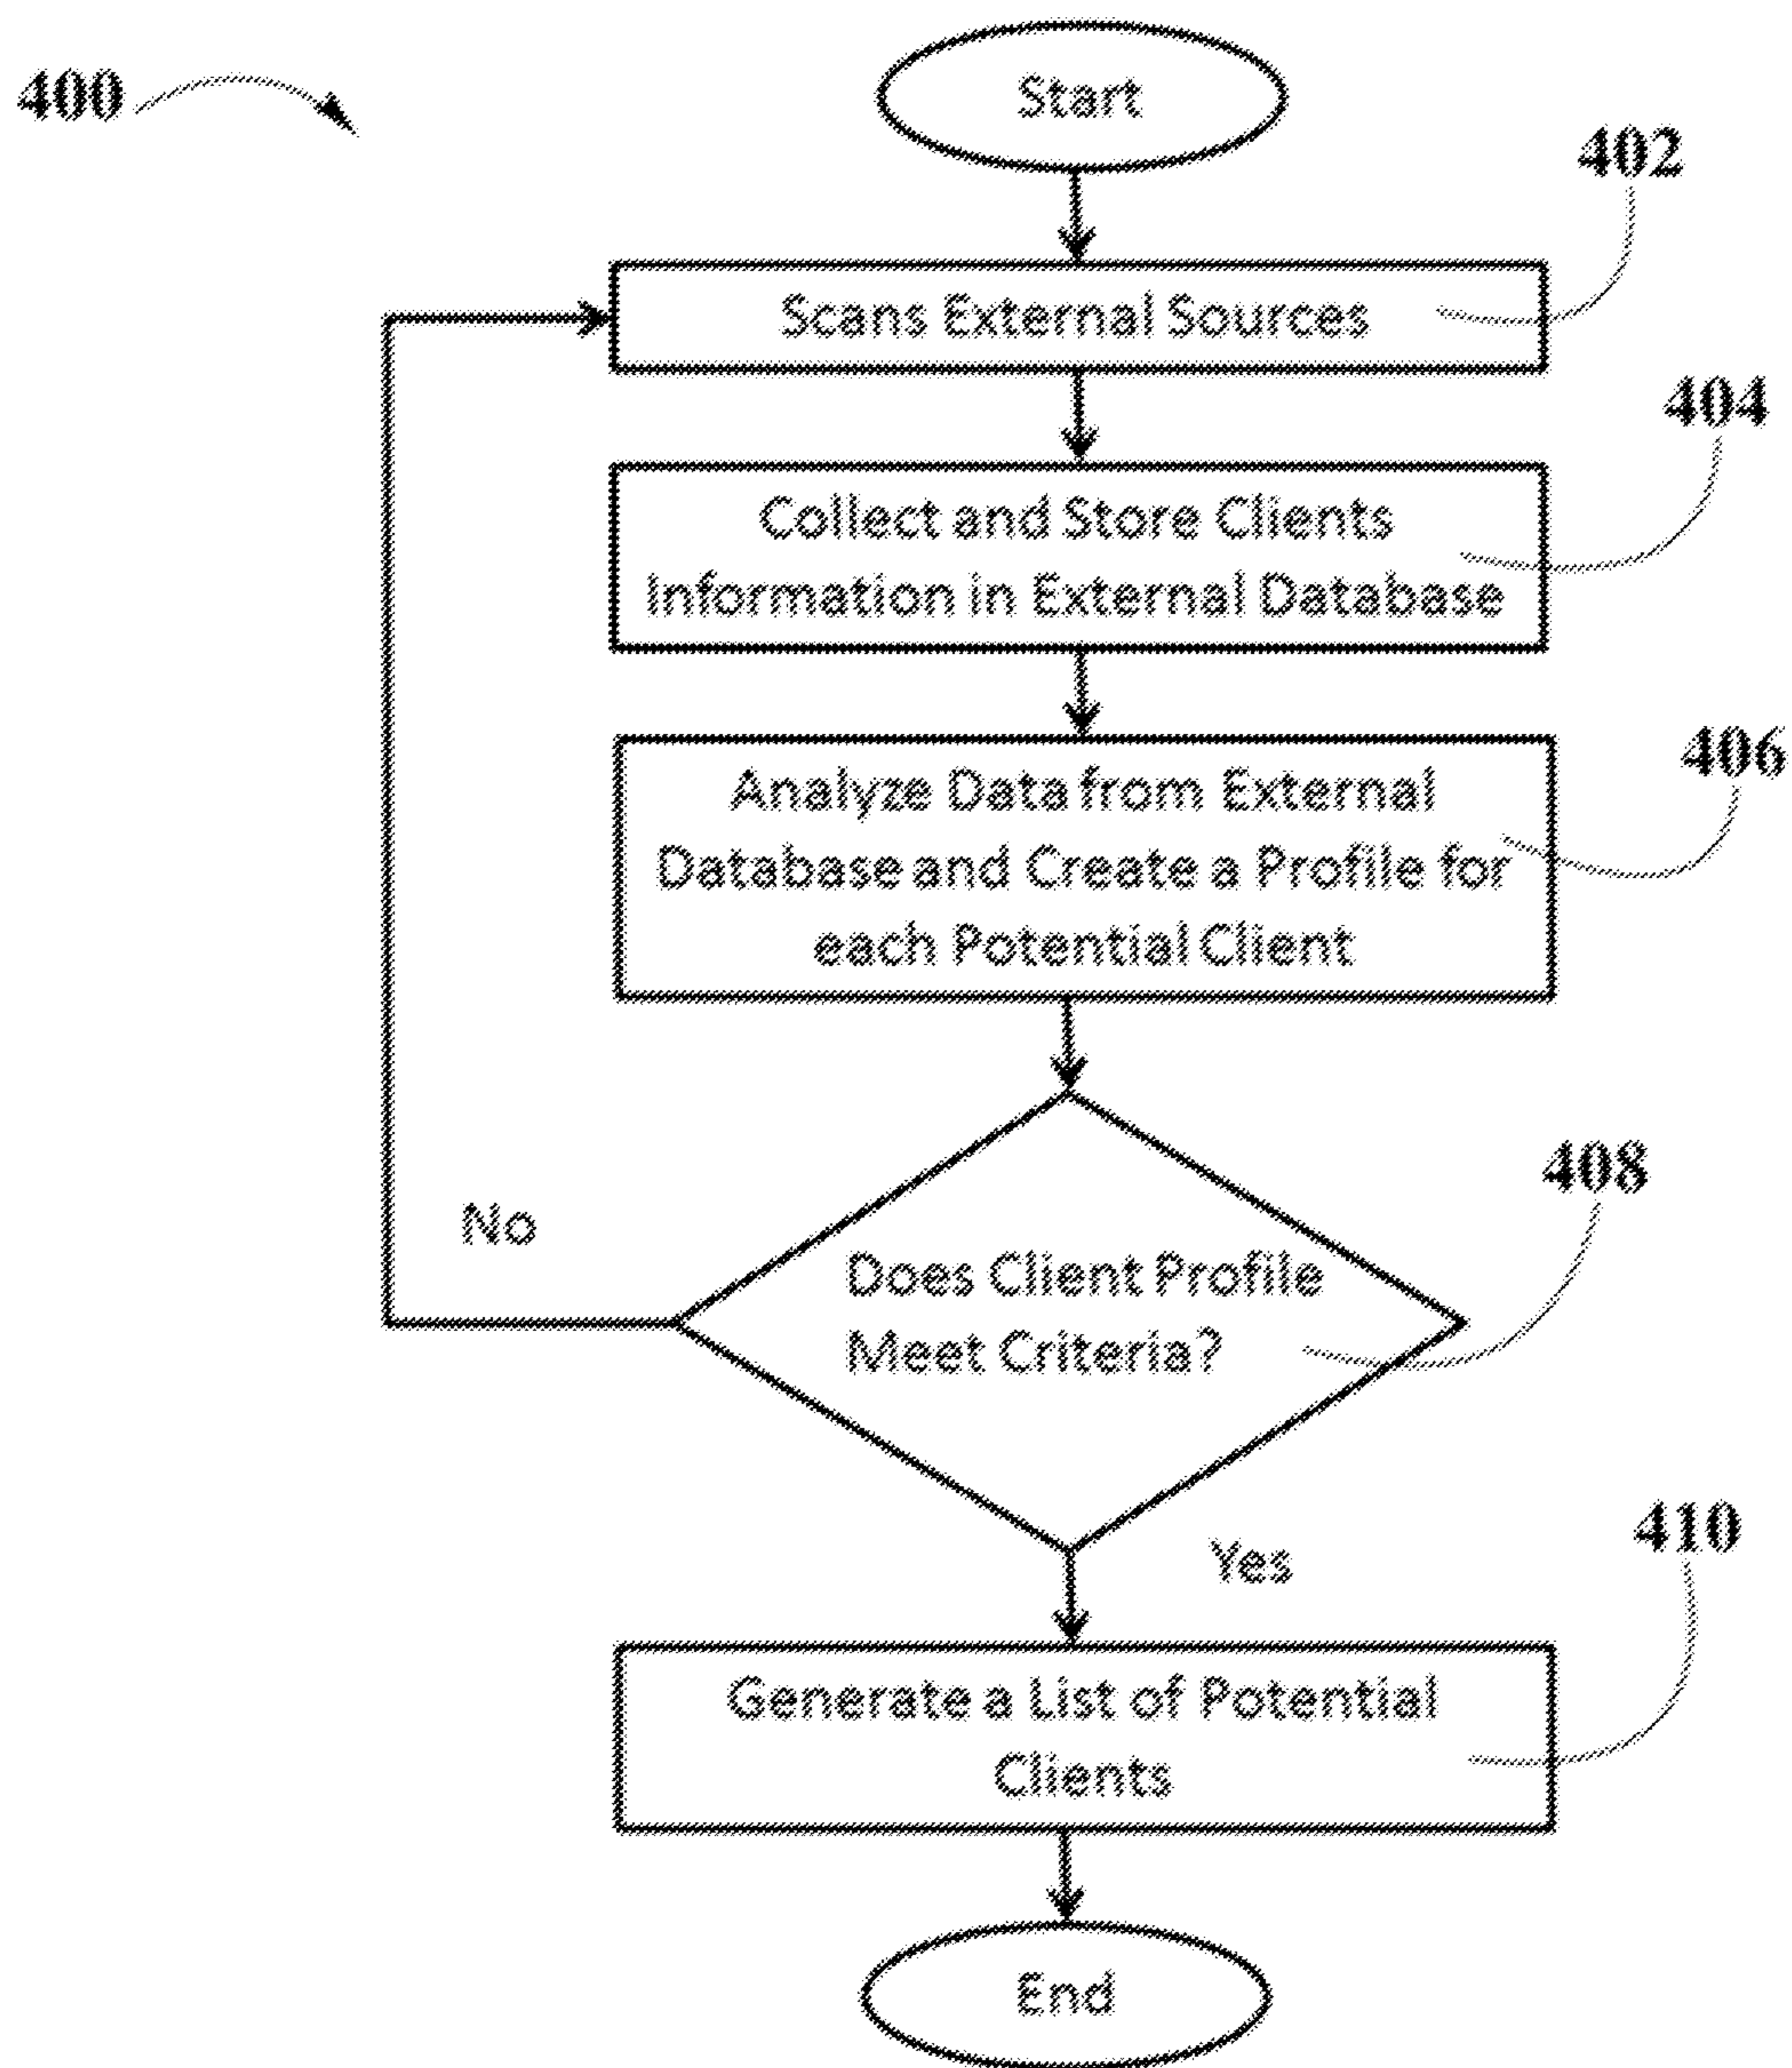 400
Start
402
Scans External Sources
404
Collect and Store Clients
Information in External Database
406
Analyze Data from External
Database and Create a Profile for
each Potential Client
408
No
Does Client Profile
Meet Criteria?
Yes
410
Generate a List of Potential
Clients
End